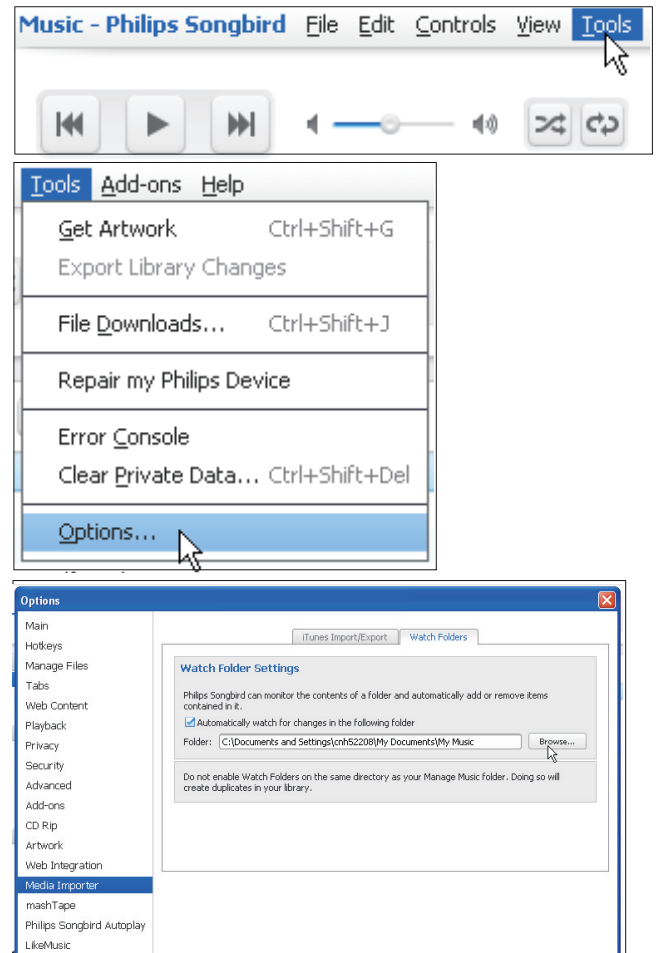 Music - Philips Songbird File Edit Controls View Tools
Tools Add-ons Help
Get Artwork Ctrl+Shift+G
Export Library Changes
File Downloads... Ctrl+Shift+J
Repair my Philips Device
Error Console
Clear Private Data... Ctrl+Shift+Del
Options...
Options
Main
Hotkeys
Manage Files
Tabs
Web Content
Playback
Privacy
Security
Advanced
Add-ons
CD Rip
Artwork
Web Integration
Media Importer
mashTape
Philips Songbird Autoplay
LikeMusic
iTunes Import/Export Watch Folders
Watch Folder Settings
Philips Songbird can monitor the contents of a folder and automatically add or remove items
contained in it.
Automatically watch for changes in the following folder
Folder: C:\Documents and Settings\cnh52208\My Documents\My Music Browse...
Do not enable Watch Folders on the same directory as your Manage Music folder. Doing so will
create duplicates in your library.